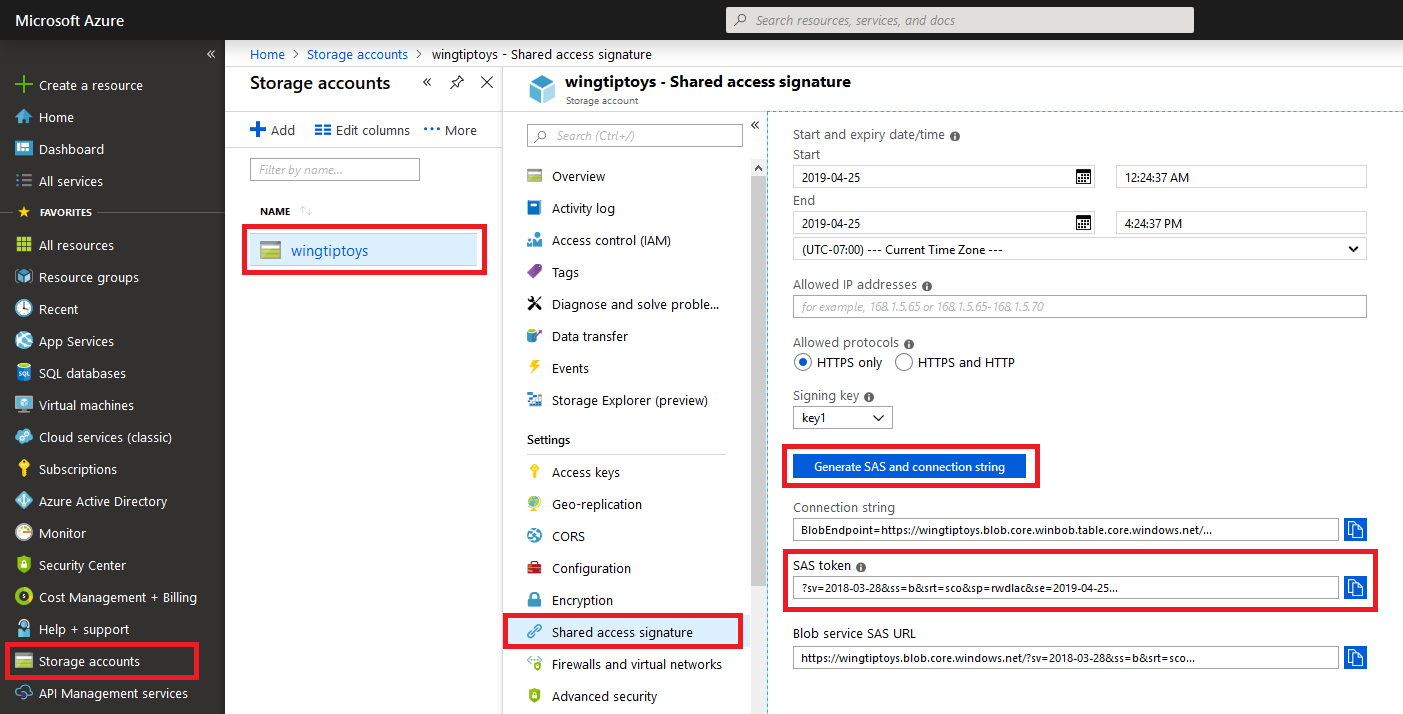 Microsoft Azure
Search resources, services, and docs
Create a resource
Home
Dashboard
All services
FAVORITES
All resources
Resource groups
Recent
App Services
SQL databases
Virtual machines
Cloud services (classic)
Subscriptions
Azure Active Directory
Monitor
Security Center
Cost Management + Billing
Help + support
Storage accounts
API Management services
Home > Storage accounts > wingtiptoys - Shared access signature
Storage accounts
Add Edit columns More
Filter by name...
NAME
wingtiptoys
wingtiptoys - Shared access signature
Storage account
Search (Ctrl+/)
Overview
Activity log
Access control (IAM)
Tags
Diagnose and solve proble...
Data transfer
Events
Storage Explorer (preview)
Settings
Access keys
Geo-replication
CORS
Configuration
Encryption
Shared access signature
Firewalls and virtual networks
Advanced security
Start and expiry date/time
Start
2019-04-25 12:24:37 AM
End
2019-04-25 4:24:37 PM
(UTC-07:00) --- Current Time Zone ---
Allowed IP addresses
for example, 168.1.5.65 or 168.1.5.65-168.1.5.70
Allowed protocols
HTTPS only HTTPS and HTTP
Signing key
key1
Generate SAS and connection string
Connection string
BlobEndpoint=https://wingtiptoys.blob.core.winbob.table.core.windows.net/...
SAS token
?sv=2018-03-28&ss=b&srt=sco&sp=rwdlac&se=2019-04-25...
Blob service SAS URL
https://wingtiptoys.blob.core.windows.net/?sv=2018-03-28&ss=b&srt=sco...